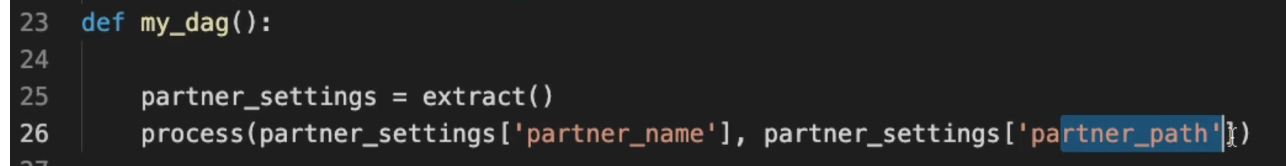 23 def my_dag():
24
25 partner_settings = extract()
26 process(partner_settings['partner_name'], partner_settings['partner_path'])